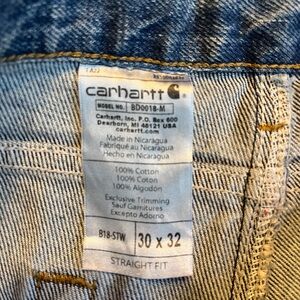 carhartt
MODEL NO. BD0018-M
Carhartt, Inc. P.O. Box 600
Dearborn, MI 48121 USA
carhartt.com
Made in Nicaragua
Fabriqué au Nicaragua
Hecho en Nicaragua
100% Cotton
100% Coton
100% Algodón
Exclusive Trimming
Sauf Garnitures
Excepto Adorno
B18-STW
30 x 32
STRAIGHT FIT